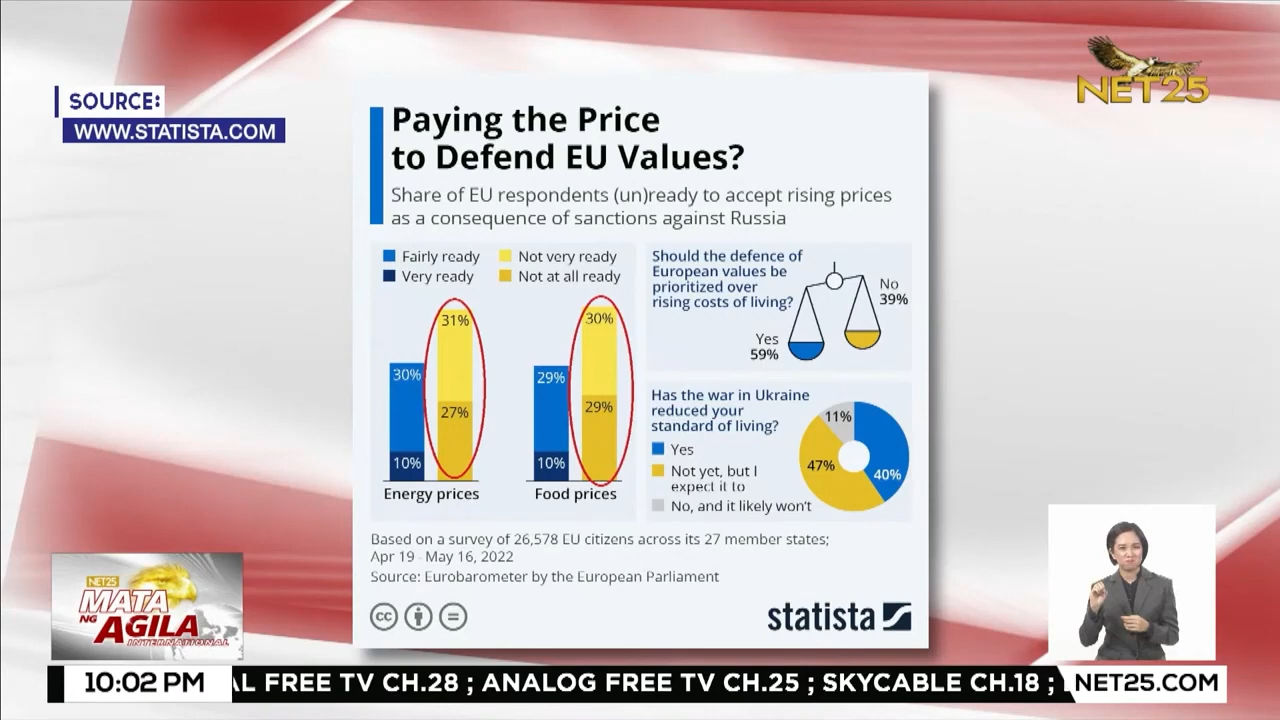 SOURCE:
WWW.STATISTA.COM
NET25
Paying the Price
to Defend EU Values?
Share of EU respondents (un)ready to accept rising prices
as a consequence of sanctions against Russia
Fairly ready
Not very ready
Very ready
Not at all ready
31%
30%
27%
10%
Energy prices
30%
29%
29%
10%
Food prices
Should the defence of
European values be
prioritized over
rising costs of living?
No
39%
Yes
59%
Has the war in Ukraine
reduced your
standard of living?
Yes
Not yet, but I
expect it to
No, and it likely won't
11%
47%
40%
Based on a survey of 26,578 EU citizens across its 27 member states;
Apr 19 - May 16, 2022
Source: Eurobarometer by the European Parliament
cc
statista
NET25
MATA
NG
AGILA
INTERNATIONAL
10:02 PM
AL FREE TV CH.28 ; ANALOG FREE TV CH.25 ; SKYCABLE CH.18 ;
NET25.COM